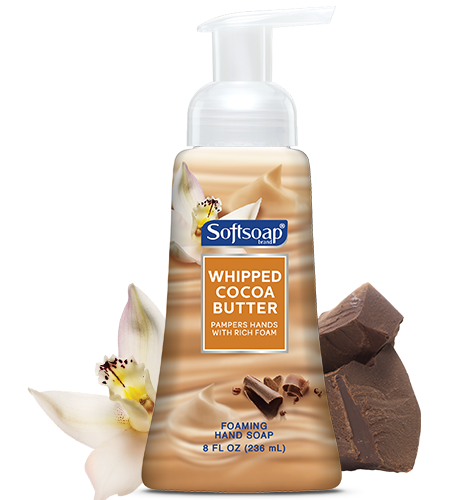 Softsoap®
brand
WHIPPED
COCOA
BUTTER
PAMPERS HANDS
WITH RICH FOAM
FOAMING
HAND SOAP
8 FL OZ (236 mL)